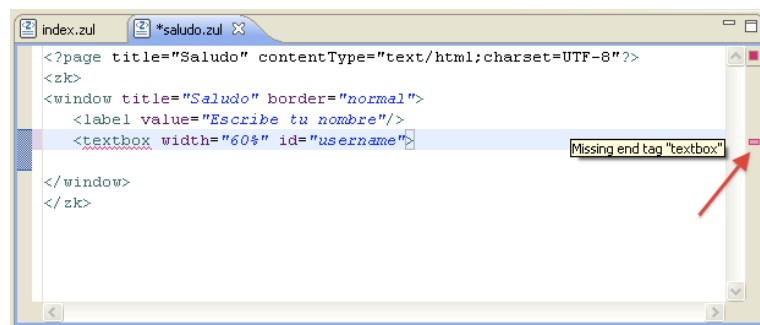 index.zul *saludo.zul
<?page title="Saludo" contentType="text/html;charset=UTF-8"?>
<zk>
<window title="Saludo" border="normal">
<label value="Escribe tu nombre"/>
<textbox width="60%" id="username">
Missing end tag "textbox"
</window>
</zk>